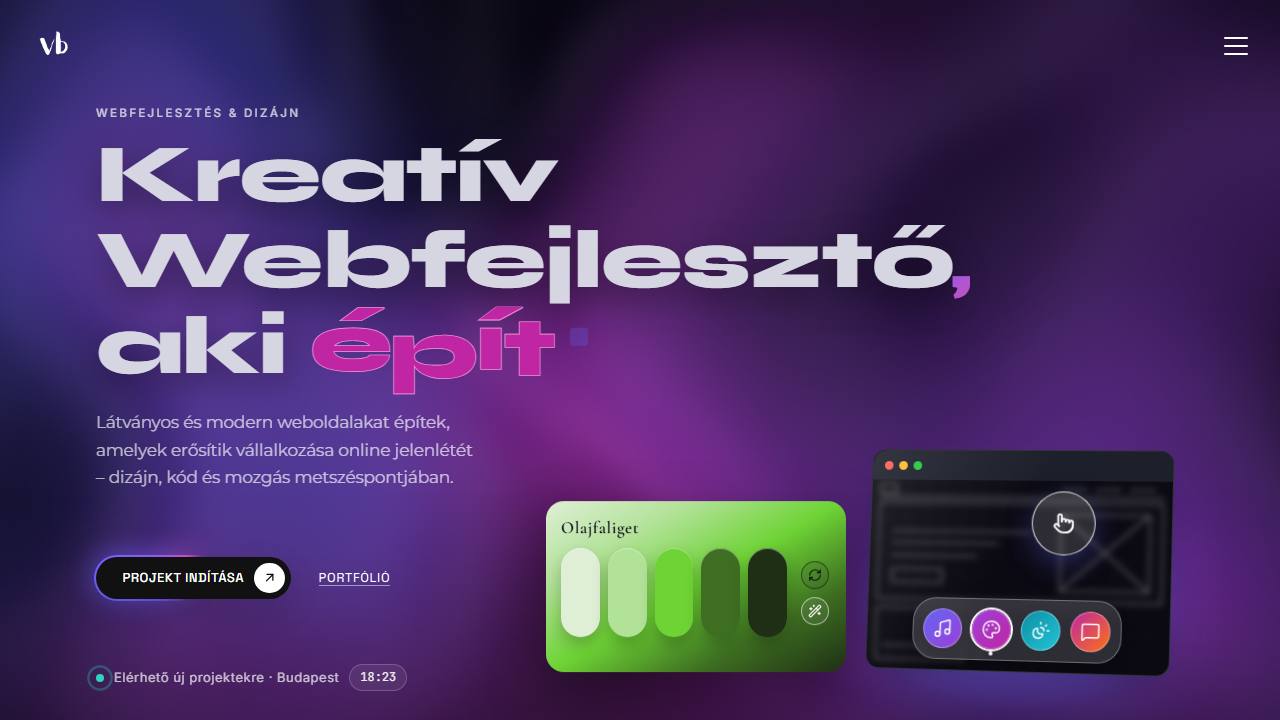 vb
WEBFEJLESZTÉS & DIZÁJN
Kreatív
Webfejlesztő,
aki épít
Látványos és modern weboldalakat építek,
amelyek erősítik vállalkozása online jelenlétét
– dizájn, kód és mozgás metszéspontjában.
Olajfaliget
PROJEKT INDÍTÁSA
PORTFÓLIÓ
Elérhető új projektekre · Budapest
18:23